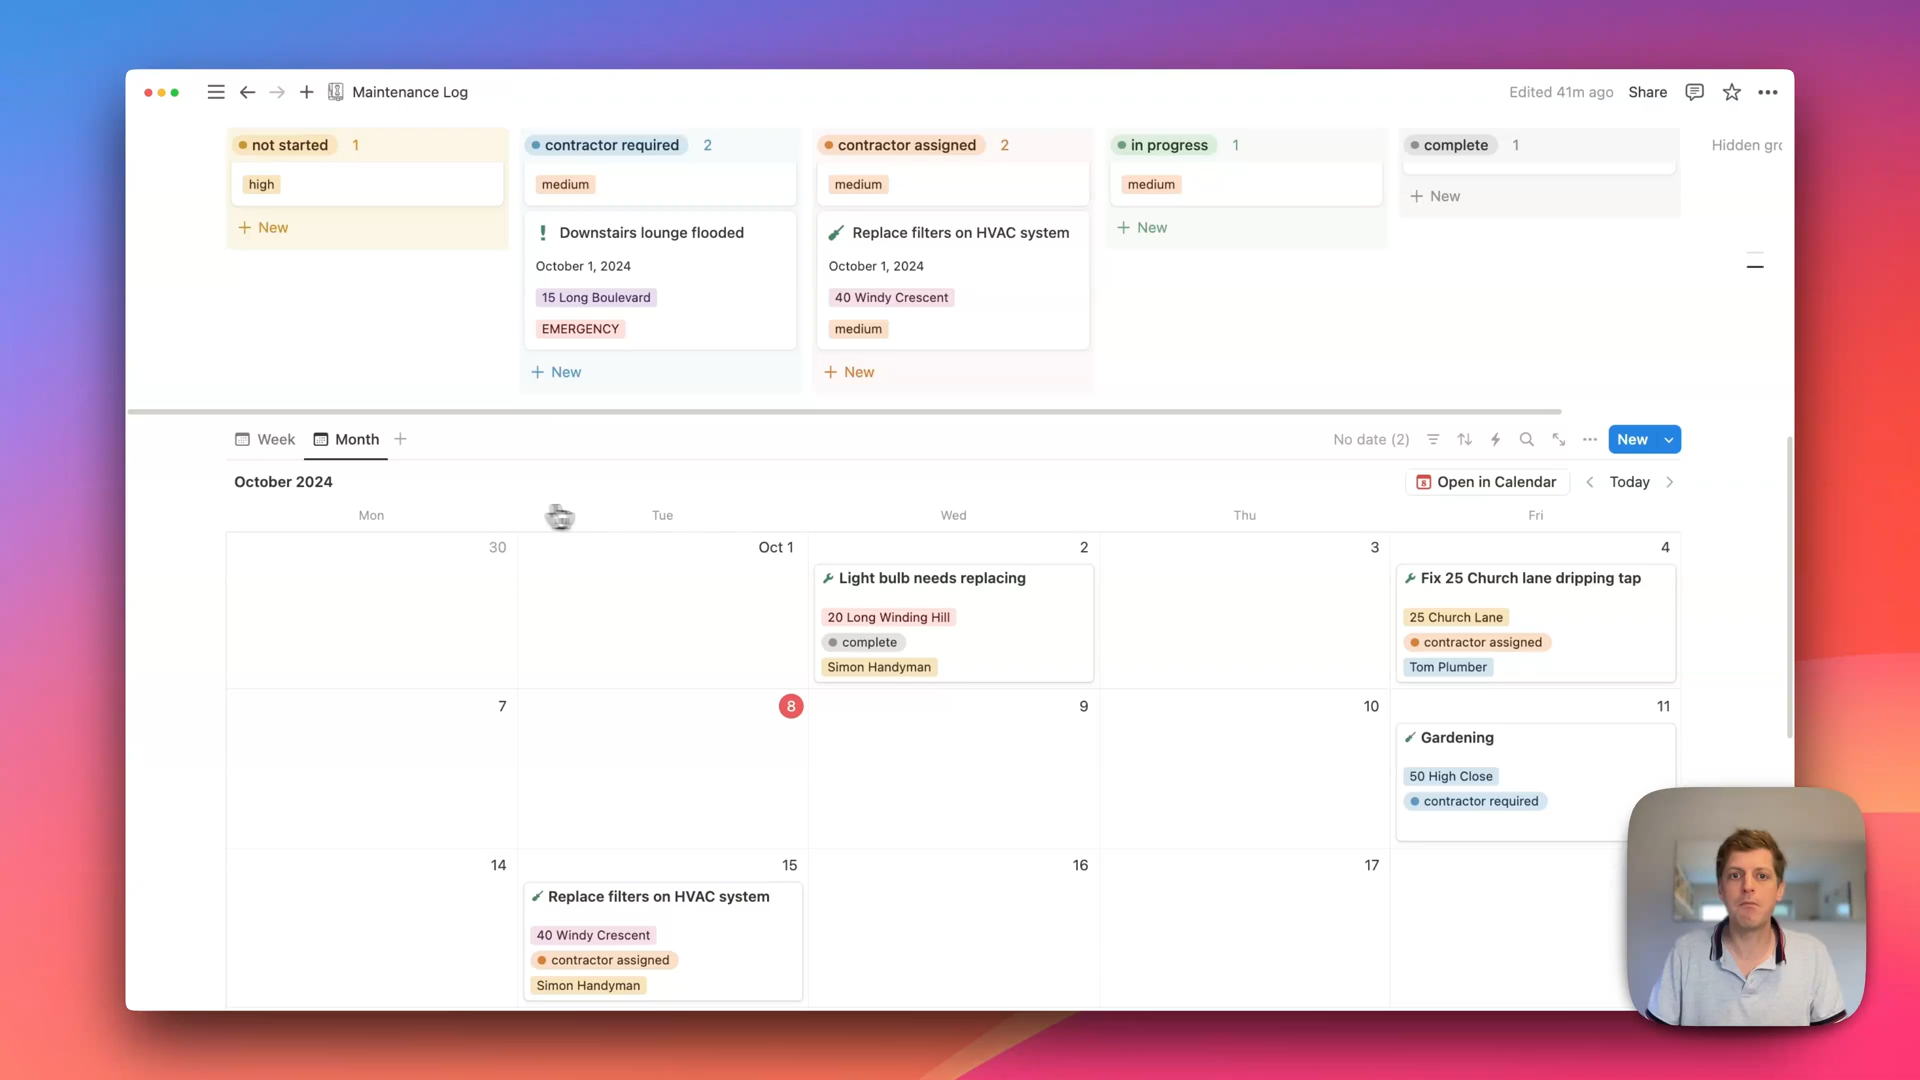 Maintenance Log
Edited 41m ago
Share
not started 1
contractor required 2
contractor assigned 2
in progress 1
complete 1
Hidden gro
high
+ New
medium
Downstairs lounge flooded
October 1, 2024
15 Long Boulevard
EMERGENCY
+ New
medium
Replace filters on HVAC system
October 1, 2024
40 Windy Crescent
medium
+ New
medium
+ New
+ New
Week
Month
No date (2)
New
October 2024
8 Open in Calendar
Today
Mon
Tue
Wed
Thu
Fri
30
Oct 1
2
3
4
Light bulb needs replacing
20 Long Winding Hill
complete
Simon Handyman
Fix 25 Church lane dripping tap
25 Church Lane
contractor assigned
Tom Plumber
7
8
9
10
11
Gardening
50 High Close
contractor required
14
15
16
17
Replace filters on HVAC system
40 Windy Crescent
contractor assigned
Simon Handyman